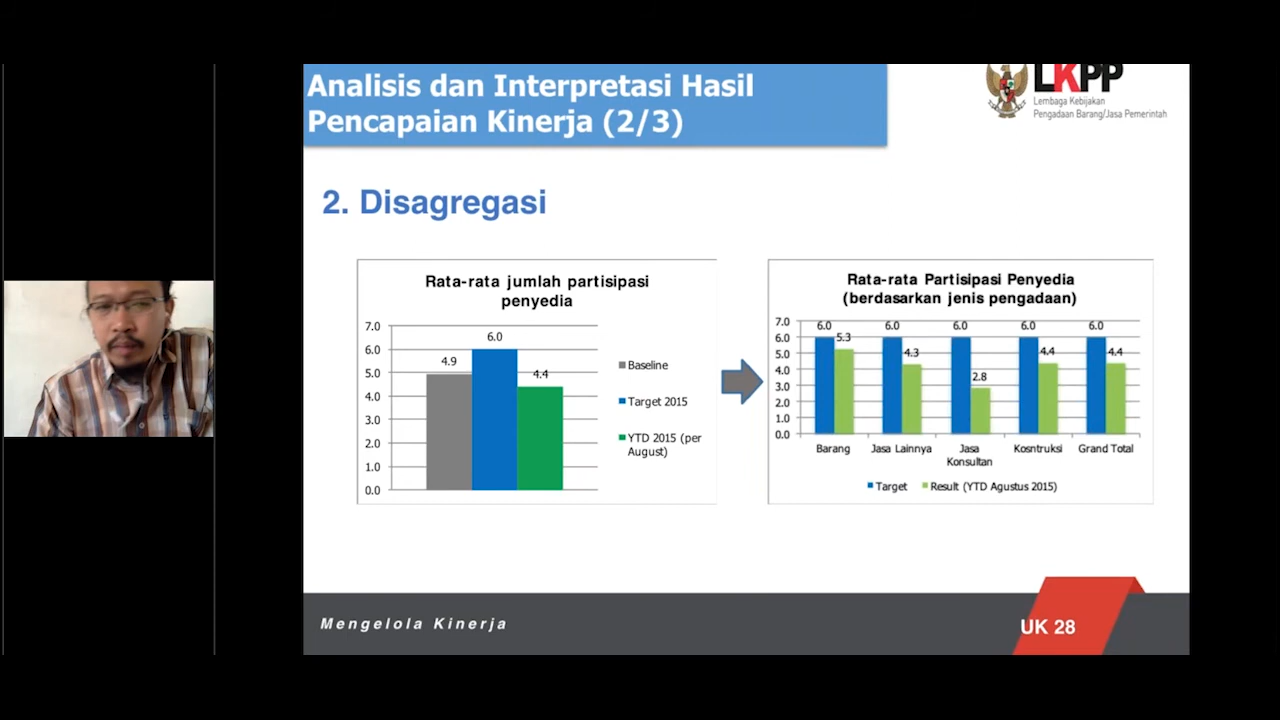 Analisis dan Interpretasi Hasil
Pencapaian Kinerja (2/3)
LKPP
Lembaga Kebijakan
Pengadaan Barang/Jasa Pemerintah
2. Disagregasi
Rata-rata jumlah partisipasi
penyedia
7.0
6.0
5.0
4.0
3.0
2.0
1.0
0.0
4.9
6.0
4.4
Baseline
Target 2015
YTD 2015 (per
August)
Rata-rata Partisipasi Penyedia
(berdasarkan jenis pengadaan)
7.0
6.0
5.0
4.0
3.0
2.0
1.0
0.0
6.0
5.3
6.0
4.3
6.0
2.8
6.0
4.4
6.0
4.4
Barang
Jasa Lainnya
Jasa
Konsultan
Kosntruksi
Grand Total
Target
Result (YTD Agustus 2015)
Mengelola Kinerja
UK 28